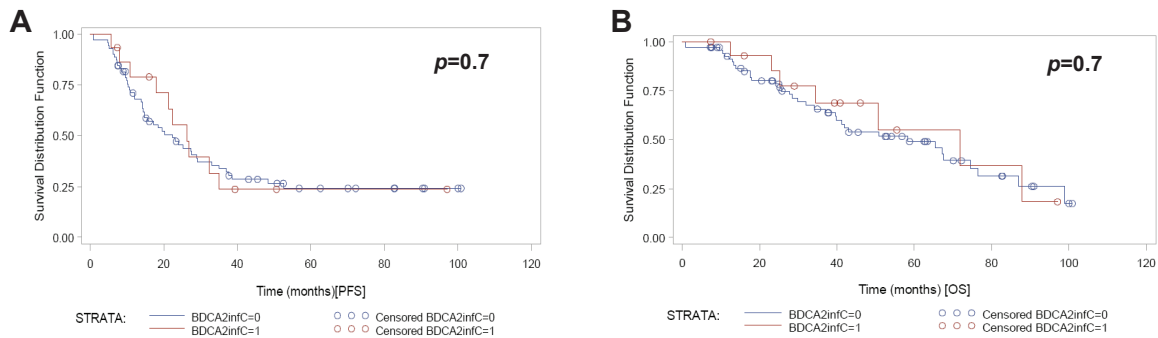 A
p=0.7
Survival Distribution Function
1.00
0.75
0.50
0.25
0.00
0 20 40 60 80 100 120
Time (months)[PFS]
STRATA: BDCA2infC=0 Censored BDCA2infC=0
BDCA2infC=1 Censored BDCA2infC=1
B
p=0.7
Survival Distribution Function
1.00
0.75
0.50
0.25
0.00
0 20 40 60 80 100 120
Time (months) [OS]
STRATA: BDCA2infC=0 Censored BDCA2infC=0
BDCA2infC=1 Censored BDCA2infC=1